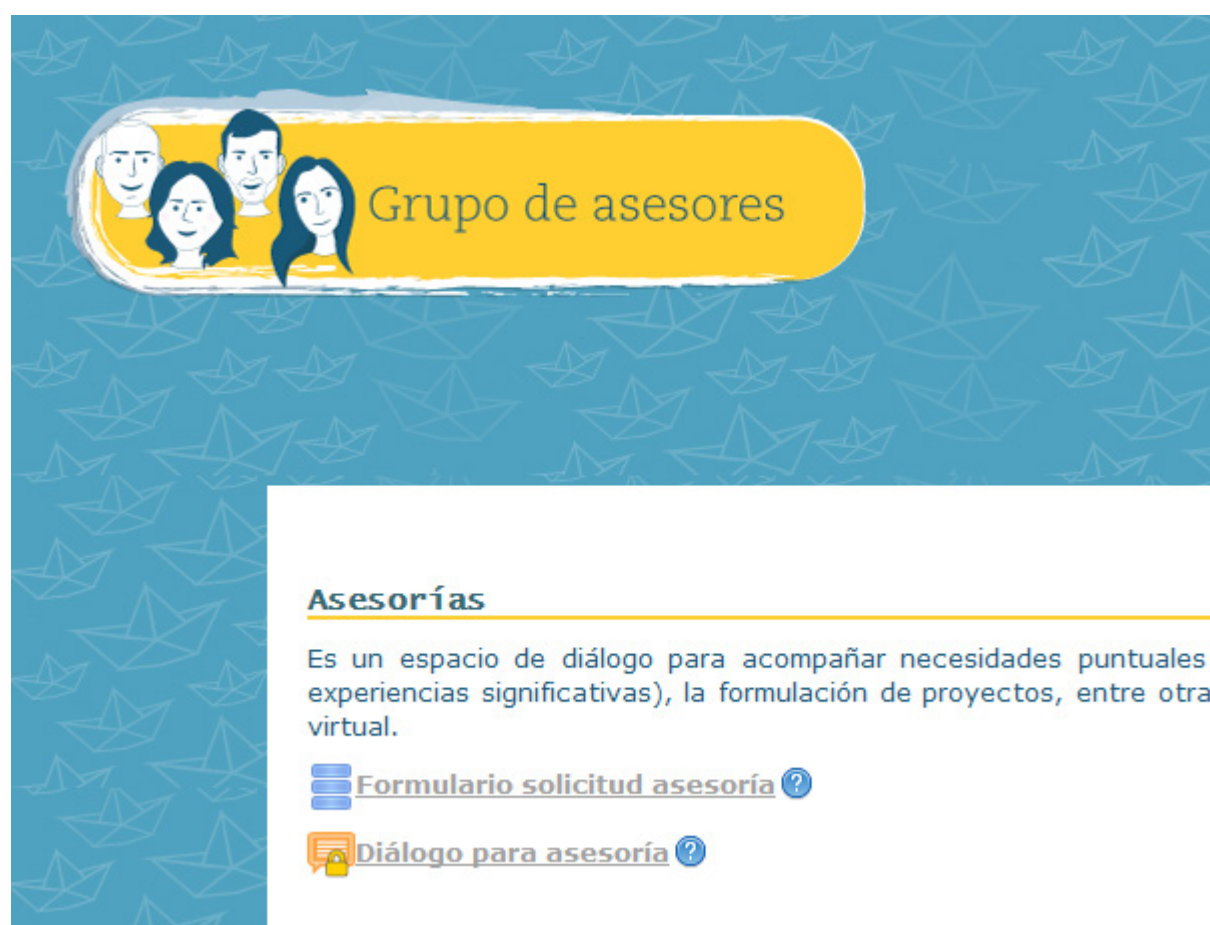 Grupo de asesores
Asesorías
Es un espacio de diálogo para acompañar necesidades puntuales
experiencias significativas), la formulación de proyectos, entre otra
virtual.
Formulario solicitud asesoría ?
Diálogo para asesoría ?